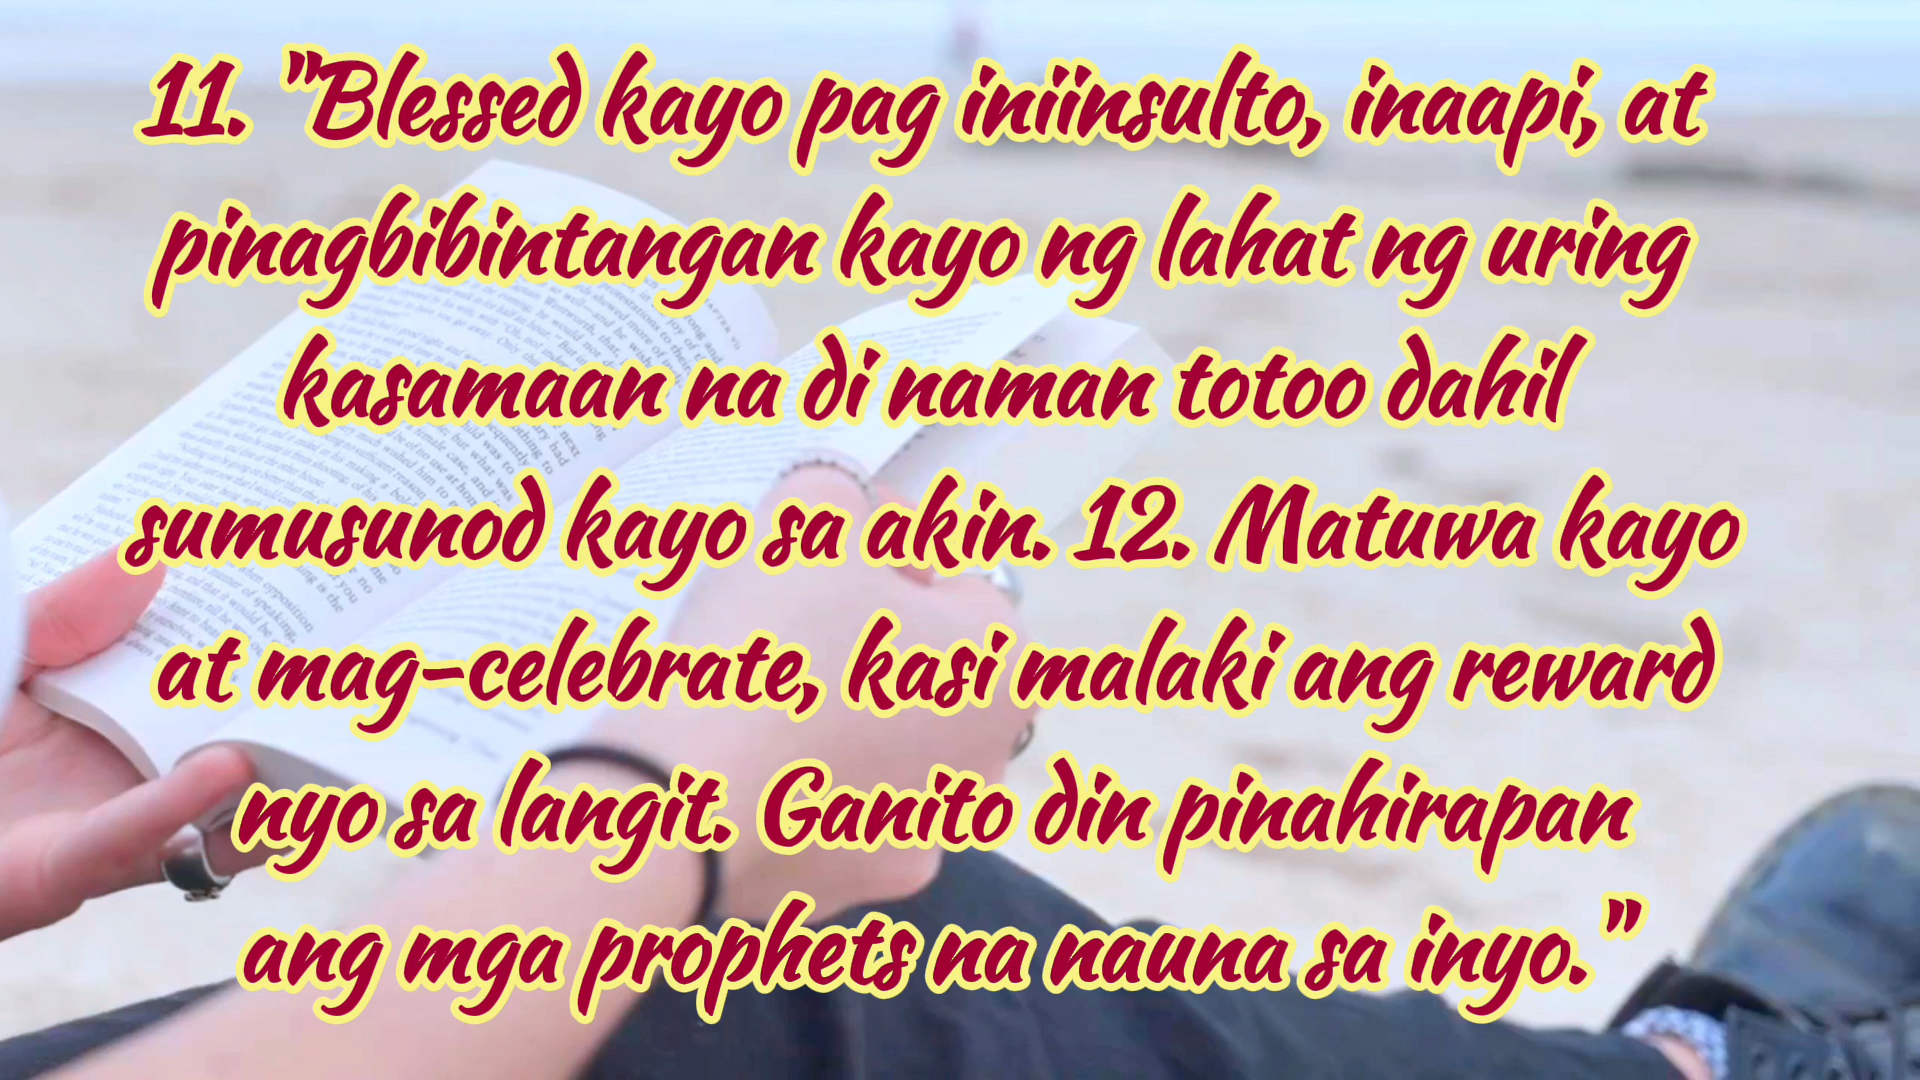 11. "Blessed kayo pag iniinsulto, inaapi, at
pinagbibintangan kayo ng lahat ng uring
kasamaan na di naman totoo dahil
sumusunod kayo sa akin. 12. Matuwa kayo
at mag-celebrate, kasi malaki ang reward
nyo sa langit. Ganito din pinahirapan
ang mga prophets na nauna sa inyo."